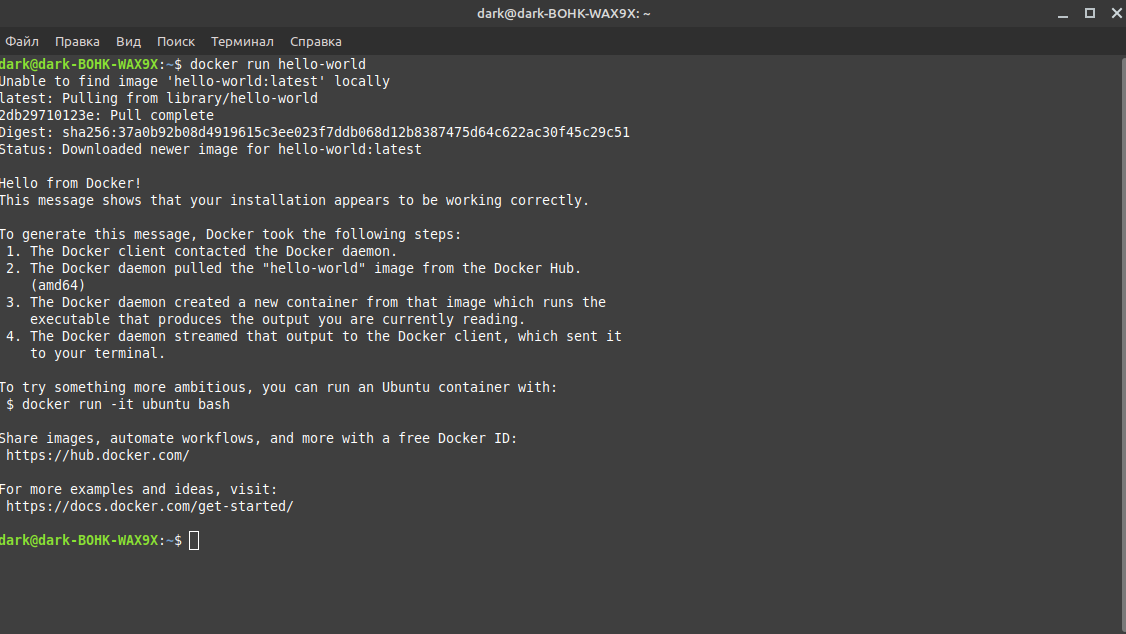 dark@dark-BOHK-WAX9X: ~
Файл Правка Вид Поиск Терминал Справка
dark@dark-BOHK-WAX9X:~$ docker run hello-world
Unable to find image 'hello-world:latest' locally
latest: Pulling from library/hello-world
2db29710123e: Pull complete
Digest: sha256:37a0b92b08d4919615c3ee023f7ddb068d12b8387475d64c622ac30f45c29c51
Status: Downloaded newer image for hello-world:latest

Hello from Docker!
This message shows that your installation appears to be working correctly.

To generate this message, Docker took the following steps:
 1. The Docker client contacted the Docker daemon.
 2. The Docker daemon pulled the "hello-world" image from the Docker Hub.
    (amd64)
 3. The Docker daemon created a new container from that image which runs the
    executable that produces the output you are currently reading.
 4. The Docker daemon streamed that output to the Docker client, which sent it
    to your terminal.

To try something more ambitious, you can run an Ubuntu container with:
 $ docker run -it ubuntu bash

Share images, automate workflows, and more with a free Docker ID:
 https://hub.docker.com/

For more examples and ideas, visit:
 https://docs.docker.com/get-started/

dark@dark-BOHK-WAX9X:~$